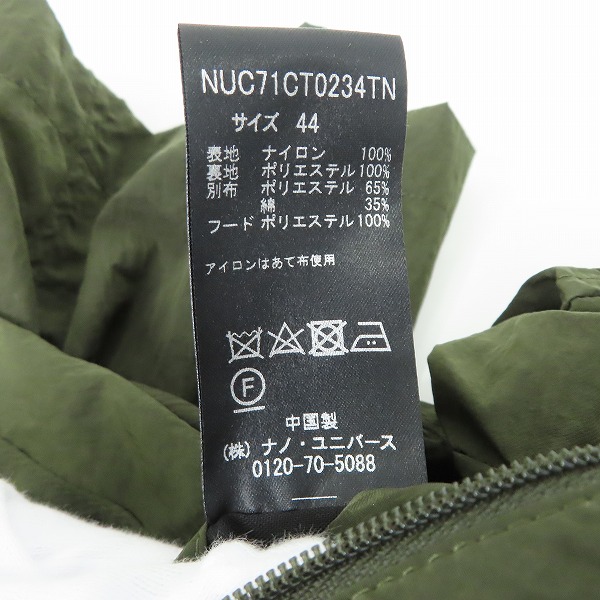 NUC71CT0234TN
サイズ 44
表地 ナイロン 100%
裏地 ポリエステル 100%
別布 ポリエステル 65%
綿 35%
フード ポリエステル 100%
アイロンはあて布使用
F
中国製
(株) ナノ・ユニバース
0120-70-5088